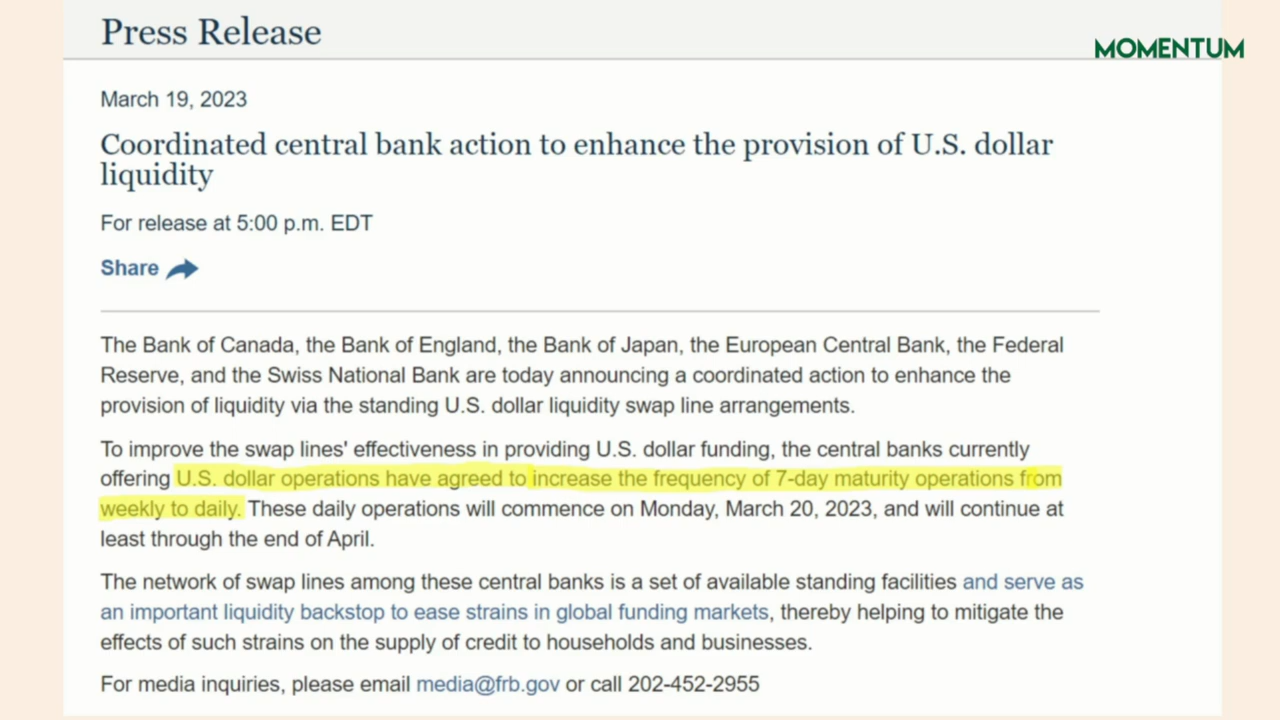 Press Release
MOMENTUM
March 19, 2023
Coordinated central bank action to enhance the provision of U.S. dollar
liquidity
For release at 5:00 p.m. EDT
Share
The Bank of Canada, the Bank of England, the Bank of Japan, the European Central Bank, the Federal
Reserve, and the Swiss National Bank are today announcing a coordinated action to enhance the
provision of liquidity via the standing U.S. dollar liquidity swap line arrangements.
To improve the swap lines' effectiveness in providing U.S. dollar funding, the central banks currently
offering U.S. dollar operations have agreed to increase the frequency of 7-day maturity operations from
weekly to daily. These daily operations will commence on Monday, March 20, 2023, and will continue at
least through the end of April.
The network of swap lines among these central banks is a set of available standing facilities and serve as
an important liquidity backstop to ease strains in global funding markets, thereby helping to mitigate the
effects of such strains on the supply of credit to households and businesses.
For media inquiries, please email media@frb.gov or call 202-452-2955